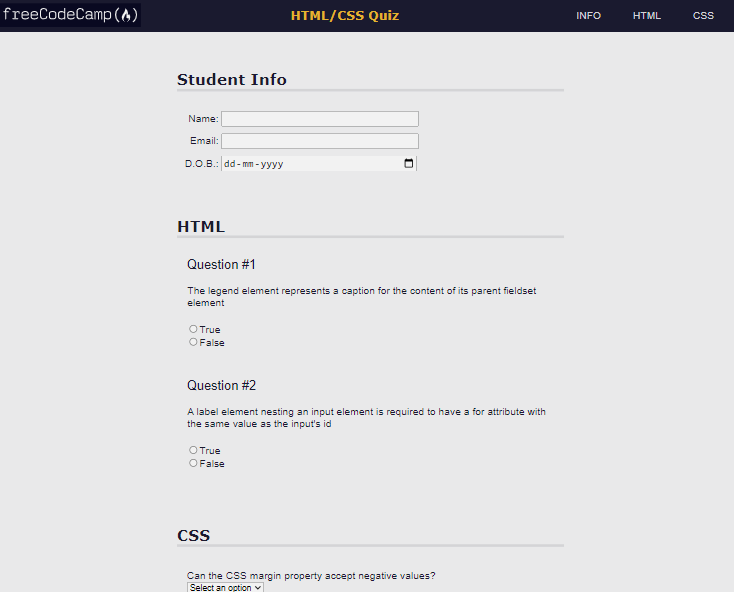 freeCodeCamp(🔥) HTML/CSS Quiz INFO HTML CSS
Student Info
Name:
Email:
D.O.B.: dd-mm-yyyy
HTML
Question #1
The legend element represents a caption for the content of its parent fieldset
element
True
False
Question #2
A label element nesting an input element is required to have a for attribute with
the same value as the input's id
True
False
CSS
Can the CSS margin property accept negative values?
Select an option